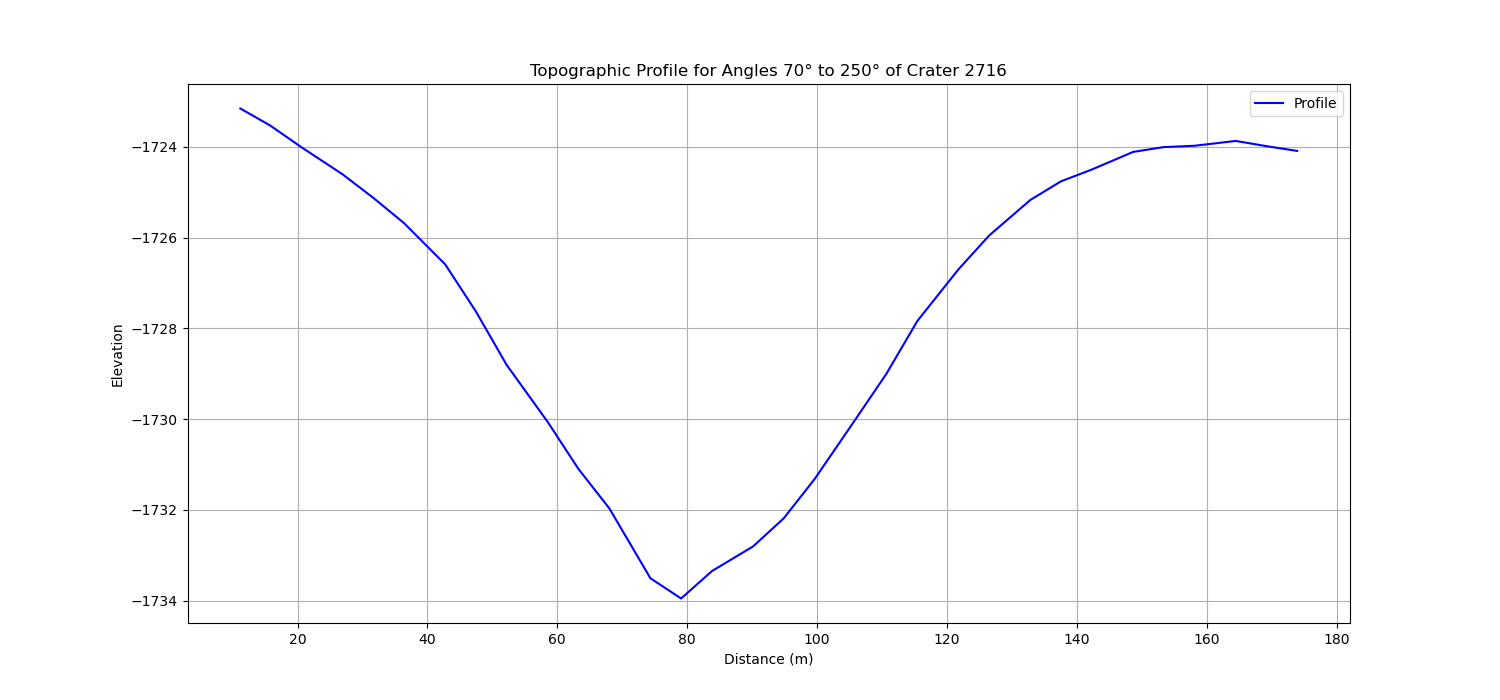 Topographic Profile for Angles 70° to 250° of Crater 2716
Profile
−1724
−1726
−1728
−1730
−1732
−1734
Elevation
20 40 60 80 100 120 140 160 180
Distance (m)